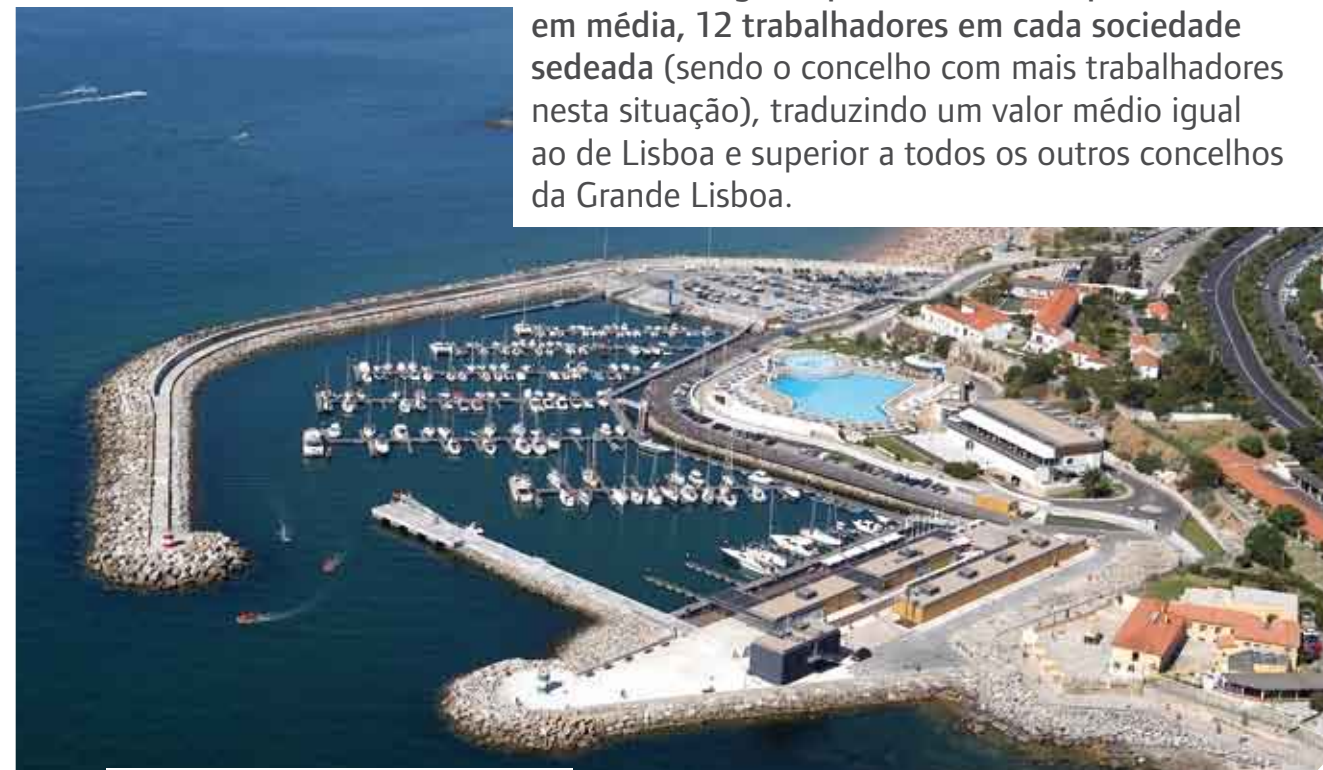 em média, 12 trabalhadores em cada sociedade
sedeada (sendo o concelho com mais trabalhadores
nesta situação), traduzindo um valor médio igual
ao de Lisboa e superior a todos os outros concelhos
da Grande Lisboa.